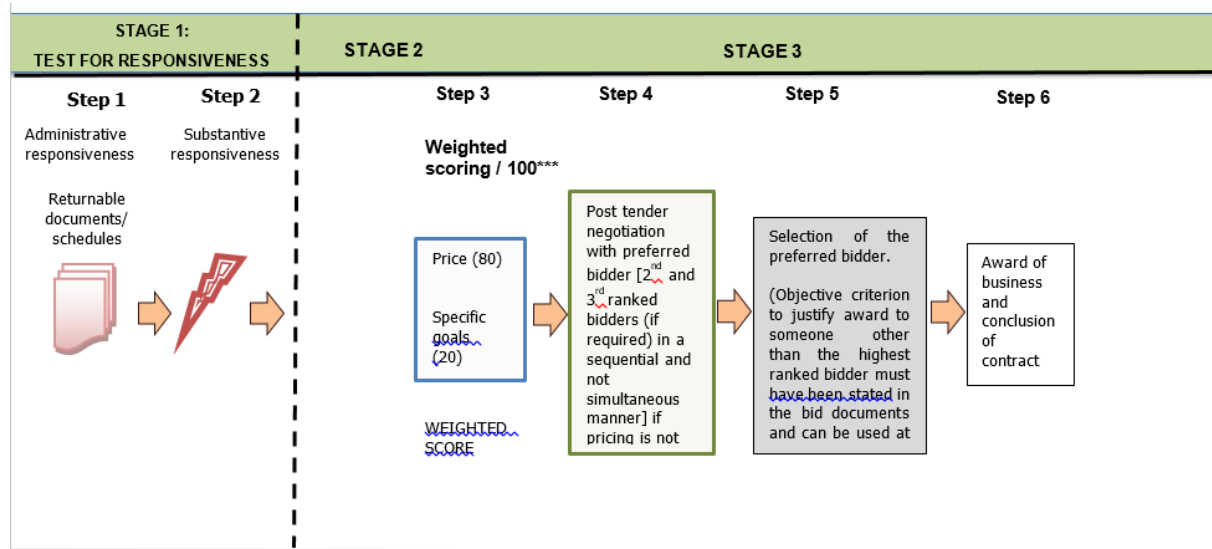 STAGE 1:
TEST FOR RESPONSIVENESS
STAGE 2
STAGE 3
Step 1
Step 2
Step 3
Step 4
Step 5
Step 6
Administrative
responsiveness
Substantive
responsiveness
Returnable
documents/
schedules
Weighted
scoring / 100***
Price (80)
Specific
goals
(20)
WEIGHTED
SCORE
Post tender
negotiation
with preferred
bidder [2nd and
3rd ranked
bidders (if
required) in a
sequential and
not
simultaneous
manner] if
pricing is not
Selection of the
preferred bidder.
(Objective criterion
to justify award to
someone other
than the highest
ranked bidder must
have been stated in
the bid documents
and can be used at
Award of
business
and
conclusion
of
contract